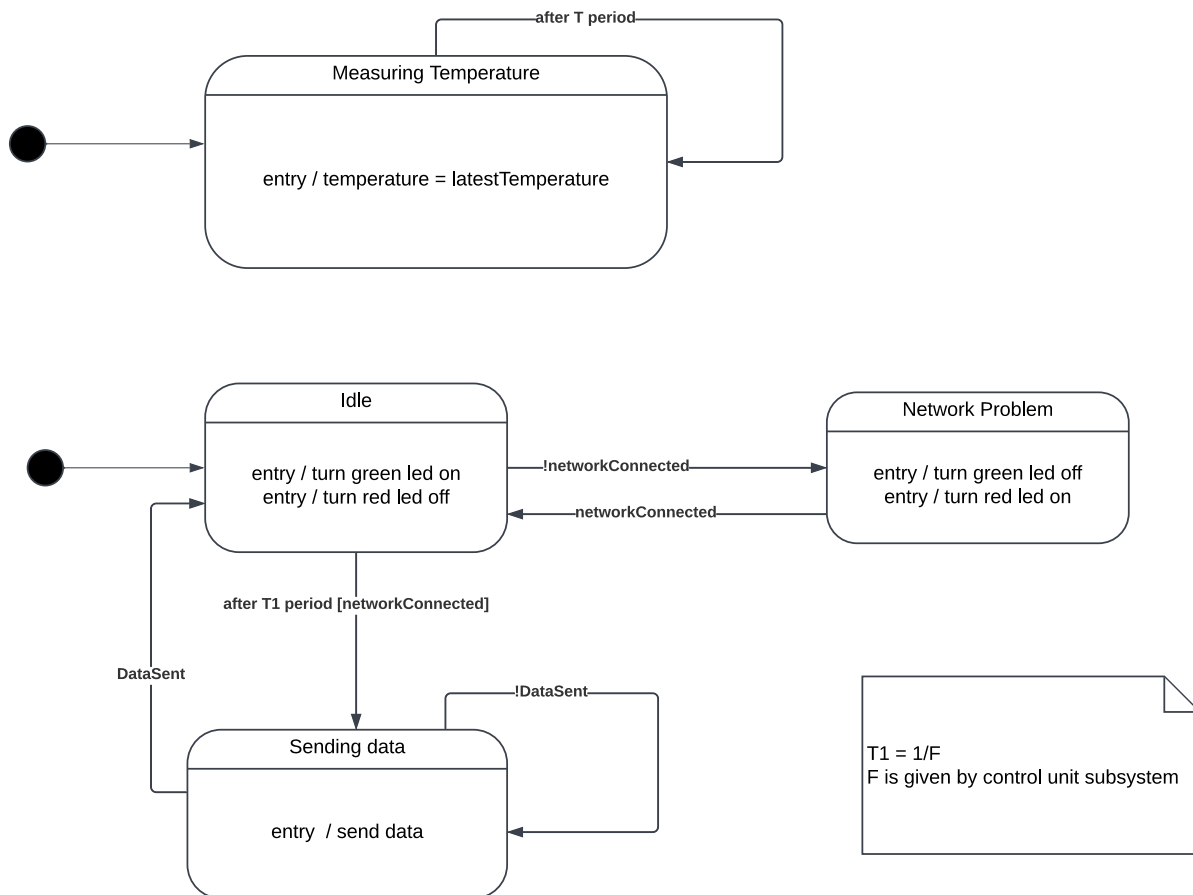 after T period
Measuring Temperature
entry / temperature = latestTemperature
Idle
entry / turn green led on
entry / turn red led off
!networkConnected
networkConnected
Network Problem
entry / turn green led off
entry / turn red led on
after T1 period [networkConnected]
DataSent
!DataSent
Sending data
entry  / send data
T1 = 1/F
F is given by control unit subsystem